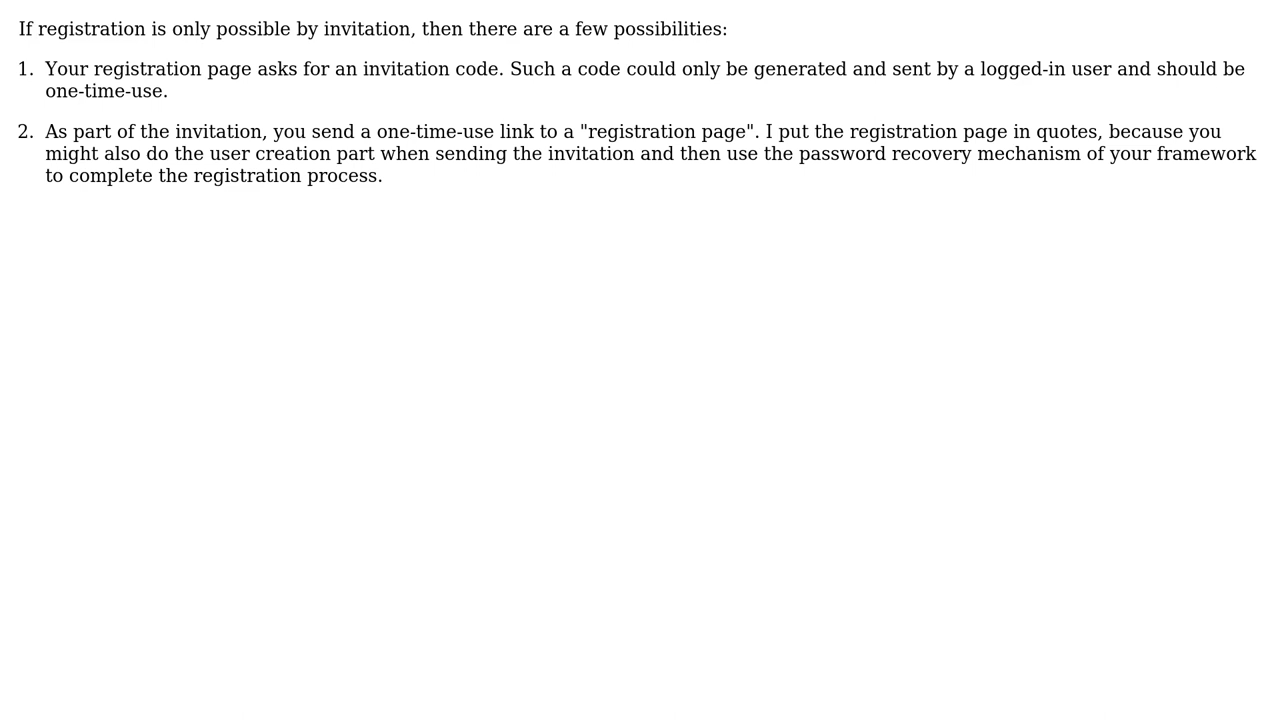 If registration is only possible by invitation, then there are a few possibilities:
1. Your registration page asks for an invitation code. Such a code could only be generated and sent by a logged-in user and should be
one-time-use.
2. As part of the invitation, you send a one-time-use link to a "registration page". I put the registration page in quotes, because you
might also do the user creation part when sending the invitation and then use the password recovery mechanism of your framework
to complete the registration process.